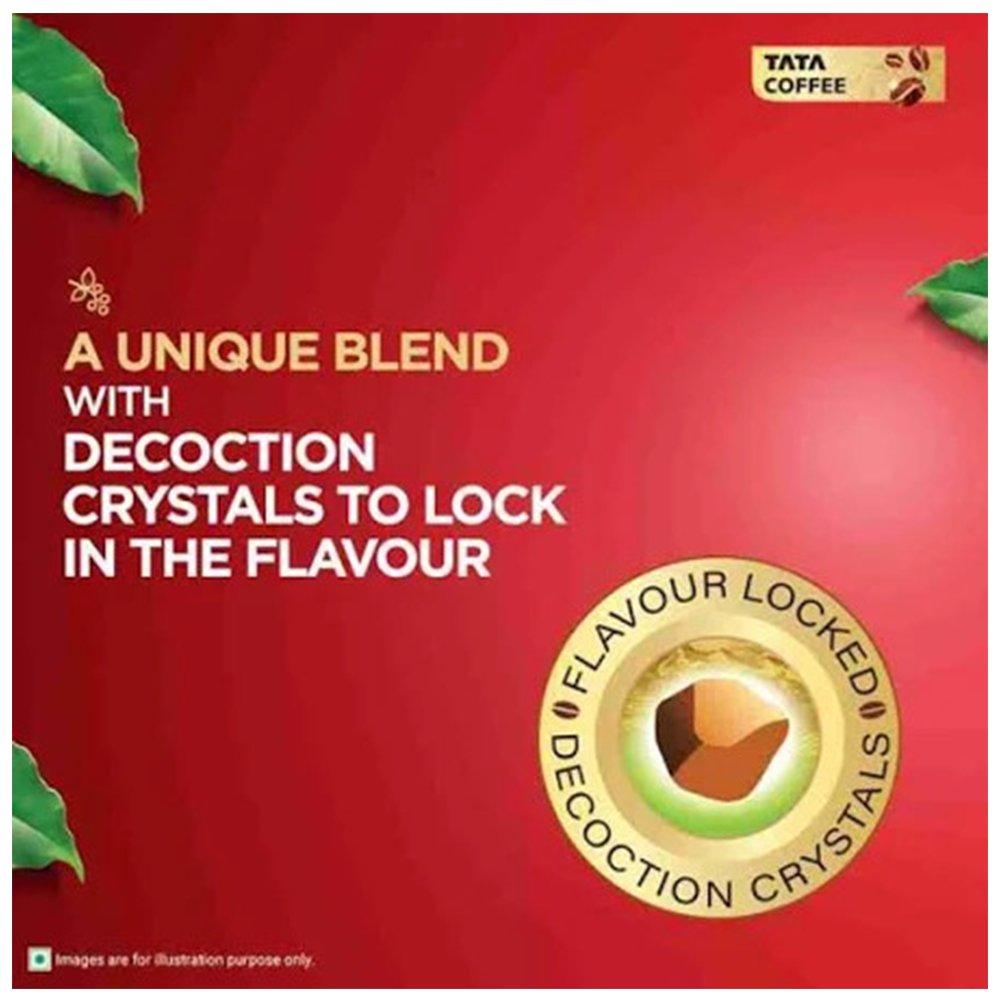 TATA
COFFEE
A UNIQUE BLEND
WITH
DECOCTION
CRYSTALS TO LOCK
IN THE FLAVOUR
FLAVOUR LOCKED
DECOCTION CRYSTALS
Images are for illustration purpose only.